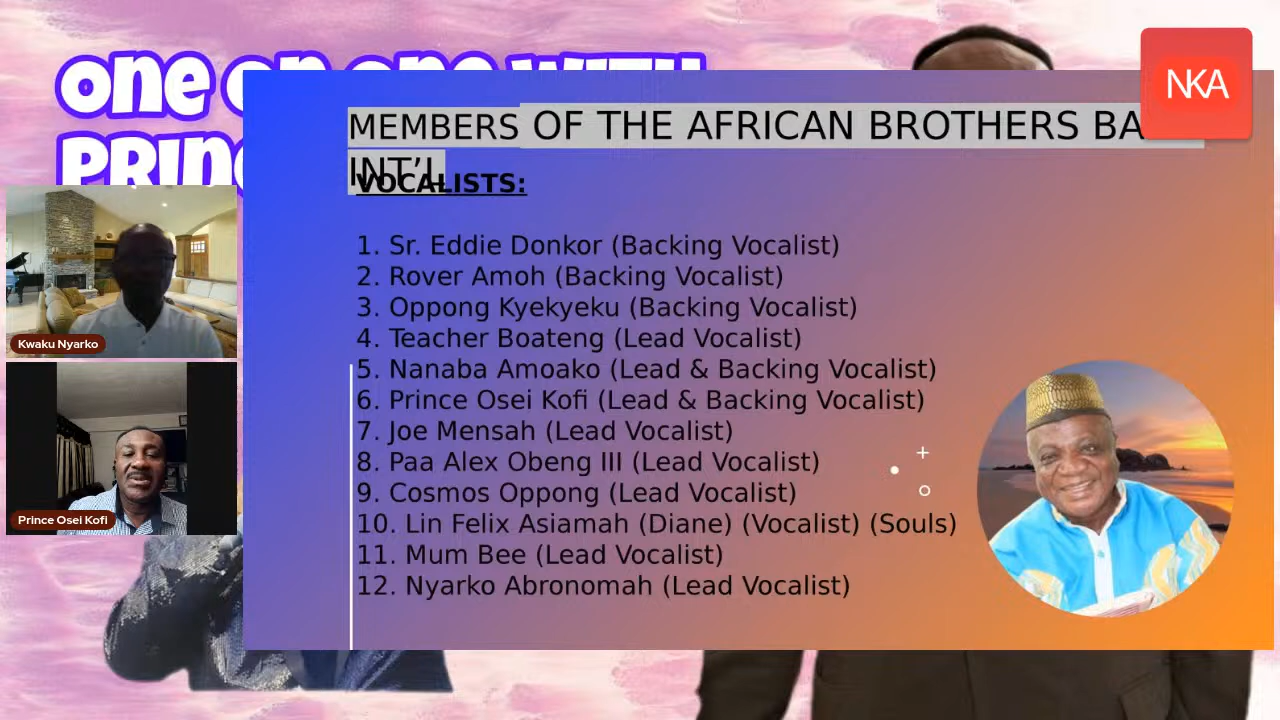 one on one with
PRINC
NKA
MEMBERS OF THE AFRICAN BROTHERS BA
INT’L
VOCALISTS:
1. Sr. Eddie Donkor (Backing Vocalist)
2. Rover Amoh (Backing Vocalist)
3. Oppong Kyekyeku (Backing Vocalist)
4. Teacher Boateng (Lead Vocalist)
5. Nanaba Amoako (Lead & Backing Vocalist)
6. Prince Osei Kofi (Lead & Backing Vocalist)
7. Joe Mensah (Lead Vocalist)
8. Paa Alex Obeng III (Lead Vocalist)
9. Cosmos Oppong (Lead Vocalist)
10. Lin Felix Asiamah (Diane) (Vocalist) (Souls)
11. Mum Bee (Lead Vocalist)
12. Nyarko Abronomah (Lead Vocalist)
Kwaku Nyarko
Prince Osei Kofi